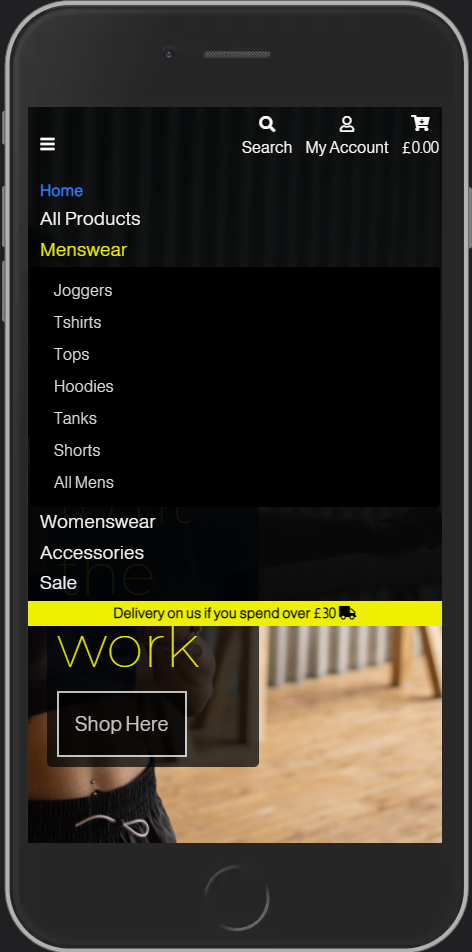 Search
My Account
£0.00
Home
All Products
Menswear
Joggers
Tshirts
Tops
Hoodies
Tanks
Shorts
All Mens
Womenswear
the
Accessories
Sale
Delivery on us if you spend over £30
work
Shop Here